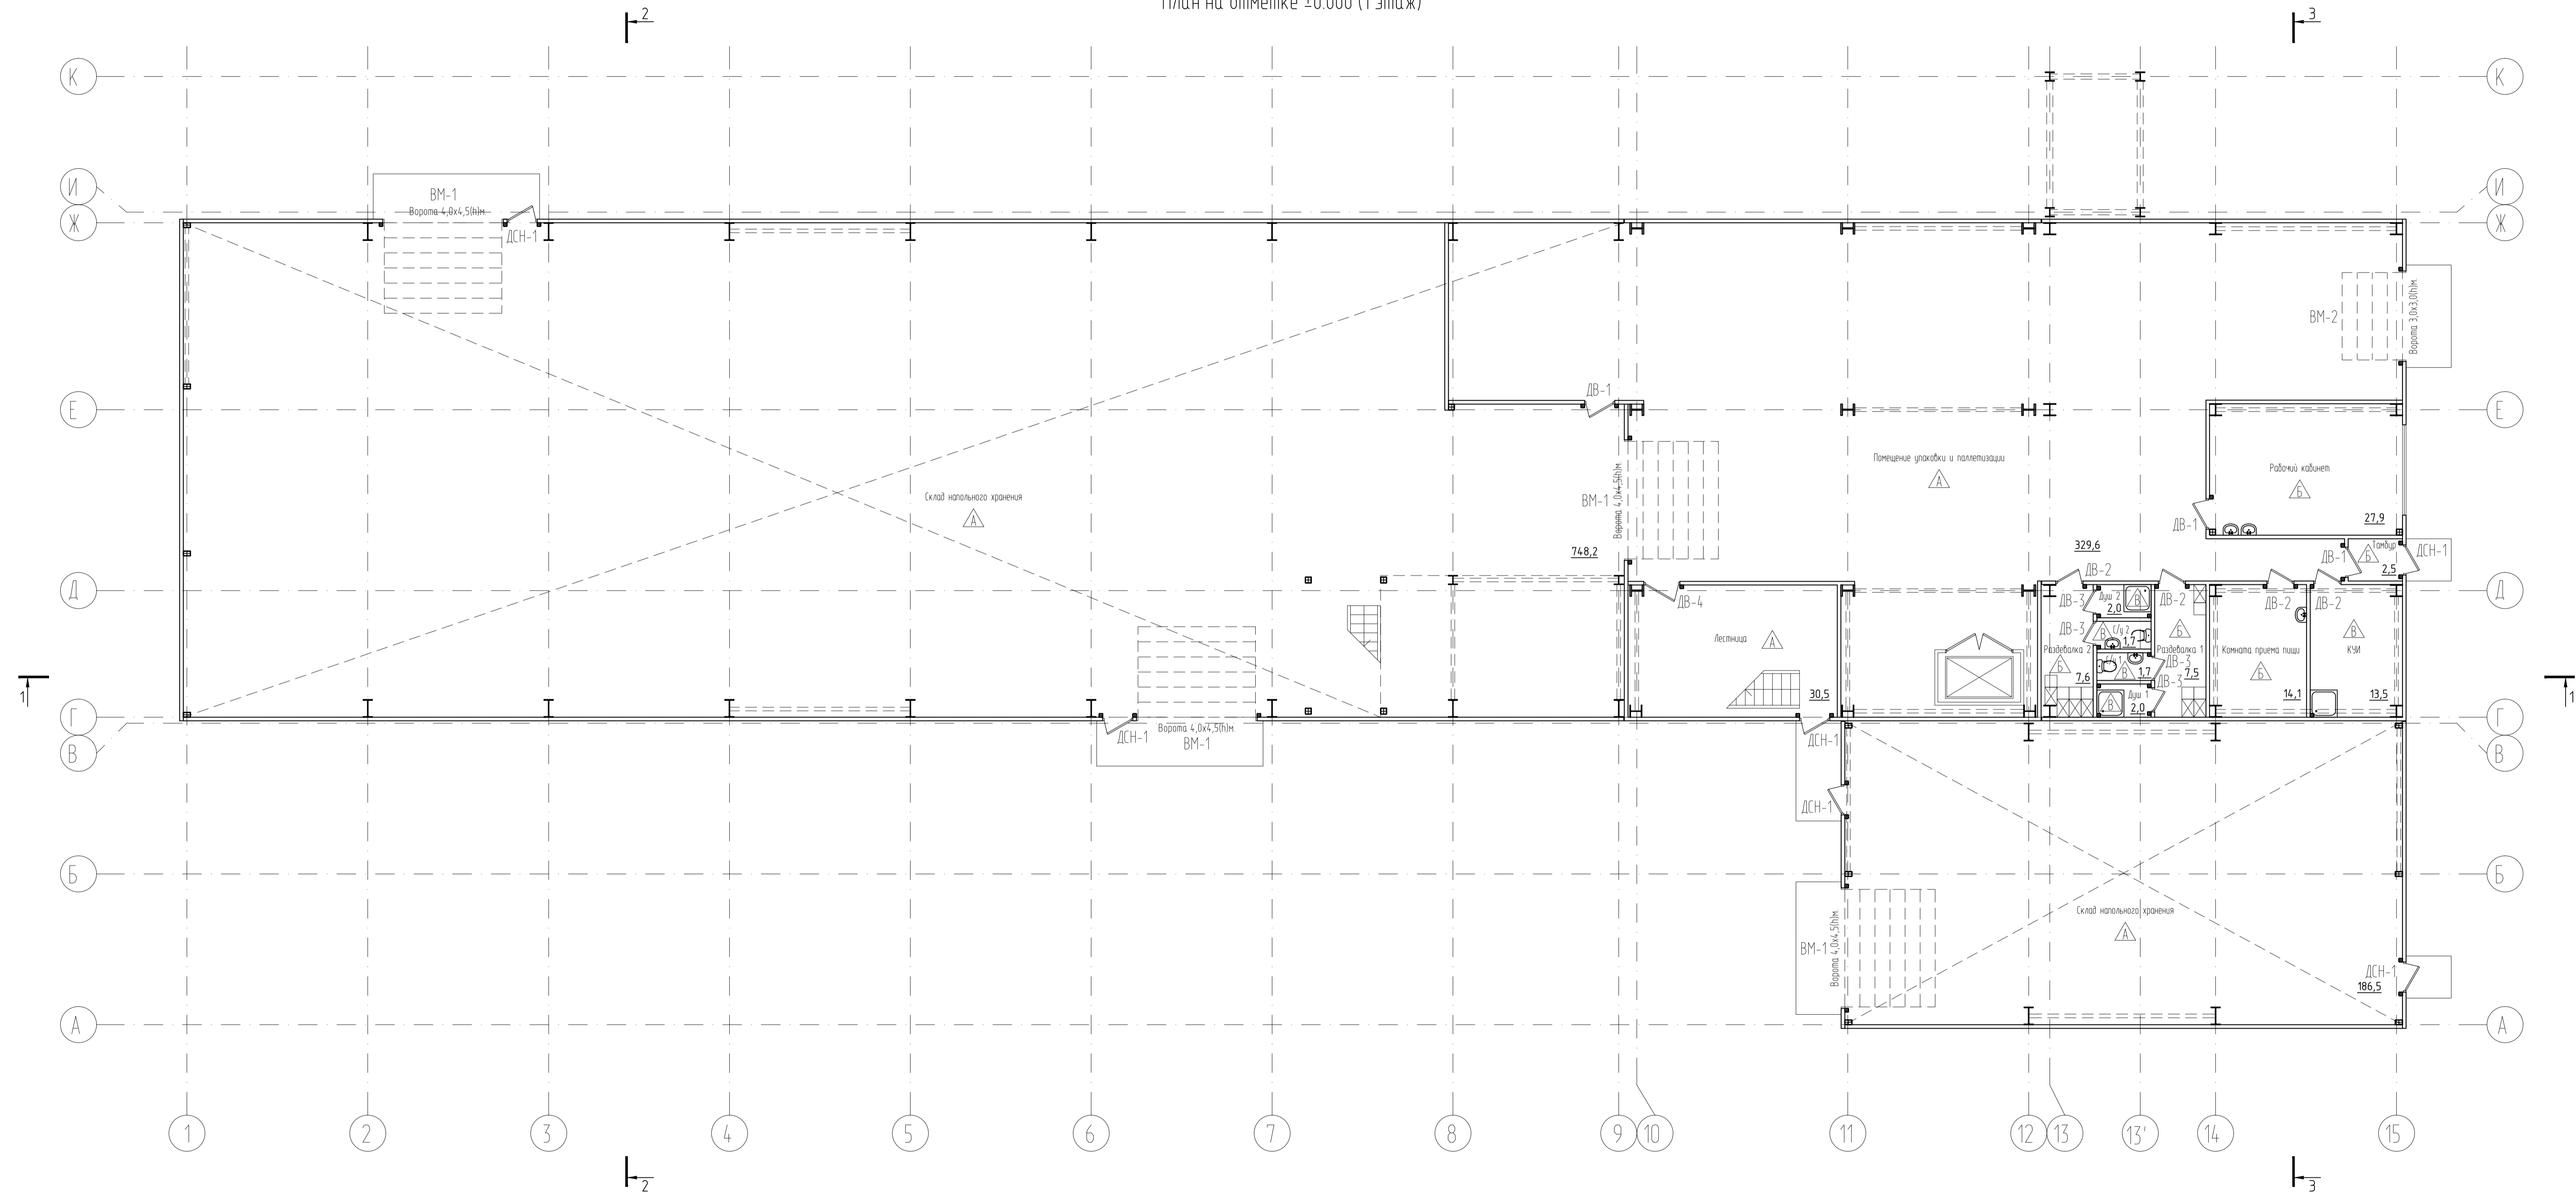 План на отметке ±0.000 (1 этаж)
2
3
К
К
И
И
Ж
Ж
ВМ-1
Ворота 4,0х4,5(h)м.
ДСН-1
ВМ-2
Ворота 3,0х3,0(h)м.
Е
Е
ДВ-1
Помещение упаковки и паллетизации
А
Рабочий кабинет
Б
27,9
ДВ-1
Склад напольного хранения
А
ВМ-1
Ворота 4,0х4,5(h)м.
748,2
329,6
ДВ-1
Тамбур
Б
2,5
ДСН-1
Д
Д
ДВ-4
ДВ-2
ДВ-3
Душ 2
2,0
В
ДВ-2
ДВ-2
ДВ-2
Лестница
А
30,5
ДВ-3
В
С/у 2
1,7
Раздевалка 2
Б
7,6
С/у 1
В
1,7
ДВ-3
Раздевалка 1
Б
7,5
ДВ-3
Душ 1
В
2,0
Комната приема пищи
Б
14,1
КУИ
В
13,5
1
1
Г
Г
В
В
ДСН-1
Ворота 4,0х4,5(h)м.
ВМ-1
ДСН-1
ДСН-1
Б
Б
ВМ-1
Ворота 4,0х4,5(h)м.
Склад напольного хранения
А
ДСН-1
186,5
А
А
1
2
3
4
5
6
7
8
9
10
11
12
13
13'
14
15
2
3